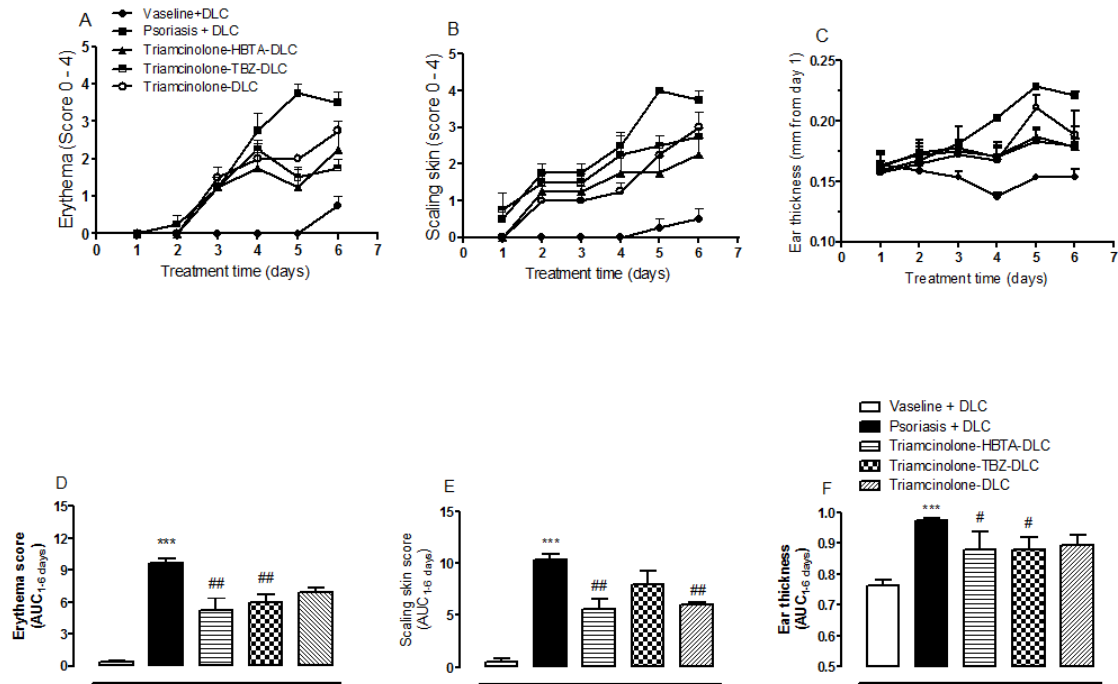 A
Vaseline+DLC
Psoriasis + DLC
Triamcinolone-HBTA-DLC
Triamcinolone-TBZ-DLC
Triamcinolone-DLC
Erythema (Score 0 - 4)
5
4
3
2
1
0
0 1 2 3 4 5 6 7
Treatment time (days)
B
Scaling skin (score 0 - 4)
5
4
3
2
1
0
0 1 2 3 4 5 6 7
Treatment time (days)
C
Ear thickness (mm from day 1)
0.25
0.20
0.15
0.10
0 1 2 3 4 5 6 7
Treatment time (days)
D
Erythema score
(AUC1-6 days)
15
12
9
6
3
0
***
##
##
E
Scaling skin score
(AUC1-6 days)
15
10
5
0
***
##
##
Vaseline + DLC
Psoriasis + DLC
Triamcinolone-HBTA-DLC
Triamcinolone-TBZ-DLC
Triamcinolone-DLC
F
Ear thickness
(AUC1-6 days)
1.0
0.9
0.8
0.7
0.6
0.5
***
#
#